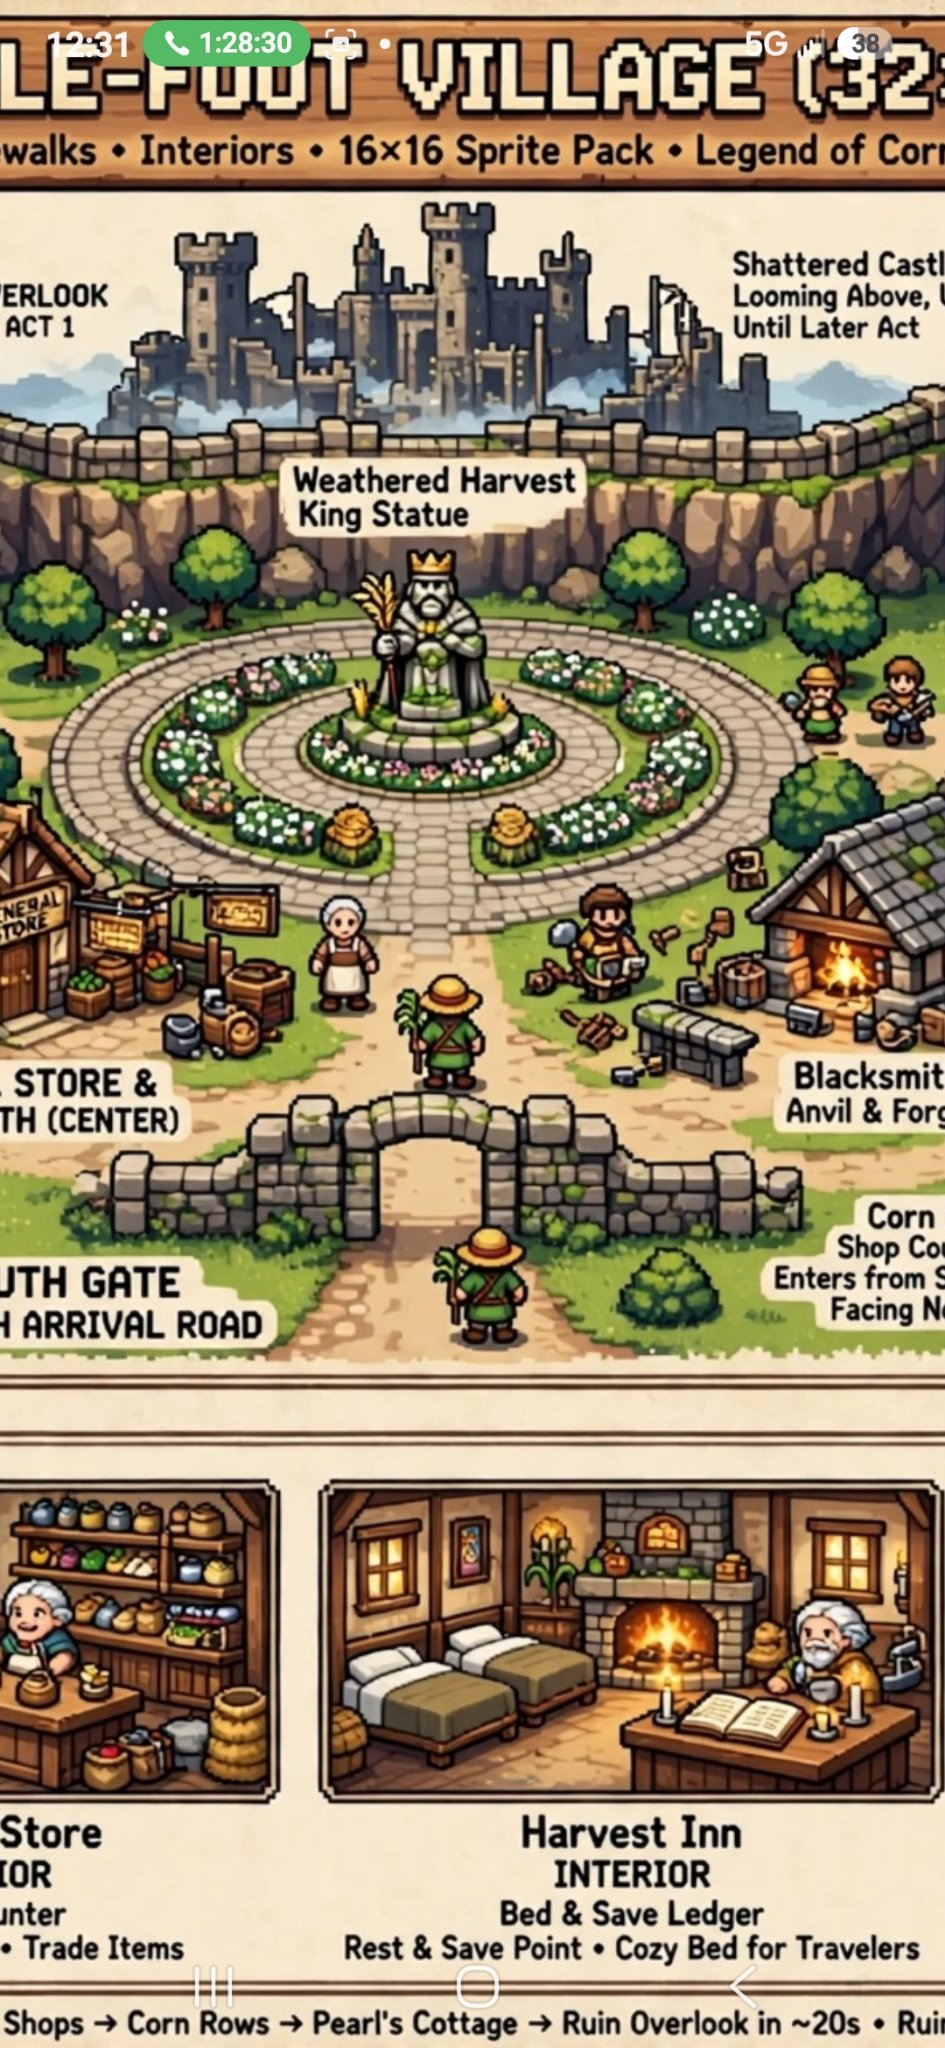 12:31 1:28:30 5G 38
LE-FOOT VILLAGE (32
walks • Interiors • 16×16 Sprite Pack • Legend of Corn
ERLOOK
ACT 1
Shattered Castl
Looming Above, U
Until Later Act
Weathered Harvest
King Statue
NERAL
STORE
STORE &
TH (CENTER)
Blacksmit
Anvil & Forg
UTH GATE
H ARRIVAL ROAD
Corn
Shop Cou
Enters from S
Facing No
Store
IOR
unter
• Trade Items
Harvest Inn
INTERIOR
Bed & Save Ledger
Rest & Save Point • Cozy Bed for Travelers
Shops → Corn Rows → Pearl's Cottage → Ruin Overlook in ~20s • Ruin